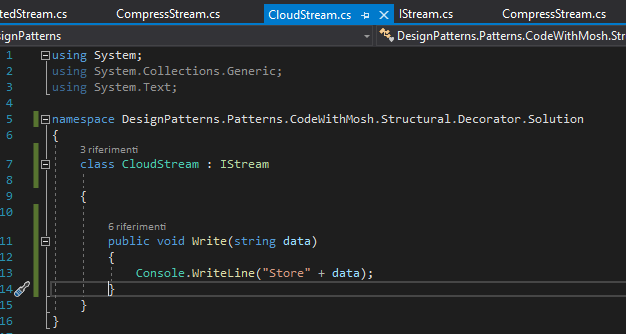 tedStream.cs CompressStream.cs CloudStream.cs IStream.cs CompressStream.cs
signPatterns DesignPatterns.Patterns.CodeWithMosh.Str
1 using System;
2 using System.Collections.Generic;
3 using System.Text;
4
5 namespace DesignPatterns.Patterns.CodeWithMosh.Structural.Decorator.Solution
6 {
3 riferimenti
7 class CloudStream : IStream
8
9 {
10
6 riferimenti
11 public void Write(string data)
12 {
13 Console.WriteLine("Store" + data);
14 }
15 }
16 }